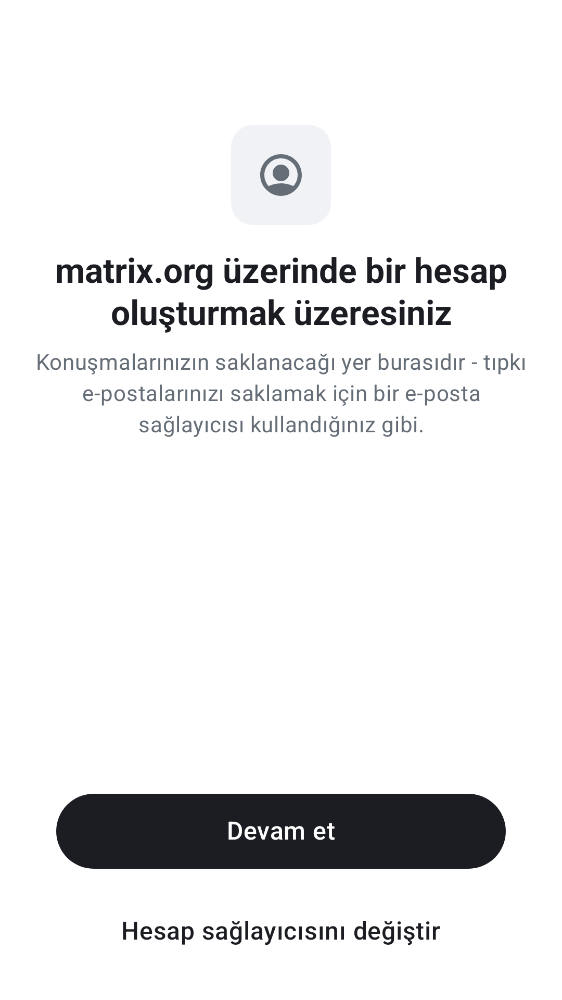 matrix.org üzerinde bir hesap
oluşturmak üzeresiniz
Konuşmalarınızın saklanacağı yer burasıdır - tıpkı
e-postalarınızı saklamak için bir e-posta
sağlayıcısı kullandığınız gibi.
Devam et
Hesap sağlayıcısını değiştir